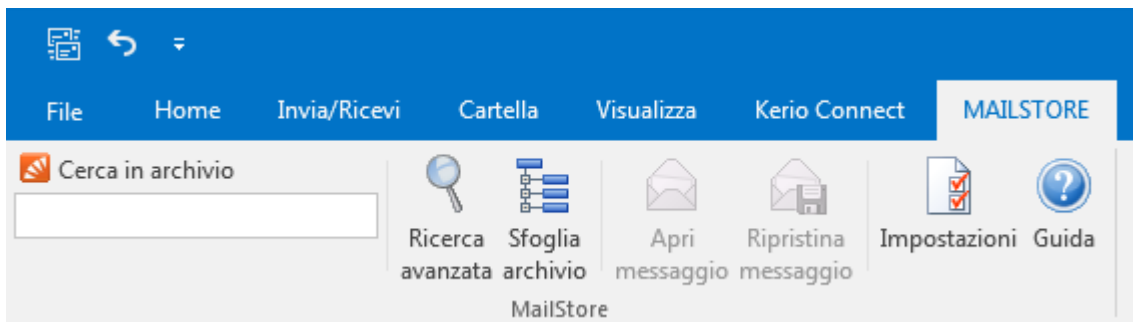 File Home Invia/Ricevi Cartella Visualizza Kerio Connect MAILSTORE
Cerca in archivio
Ricerca avanzata
Sfoglia archivio
Apri messaggio
Ripristina messaggio
Impostazioni
Guida
MailStore